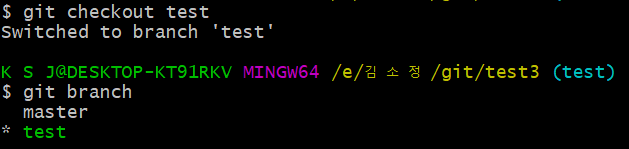 $ git checkout test
Switched to branch 'test'
K S J@DESKTOP-KT91RKV MINGW64 /e/김 소 정 /git/test3 (test)
$ git branch
master
* test